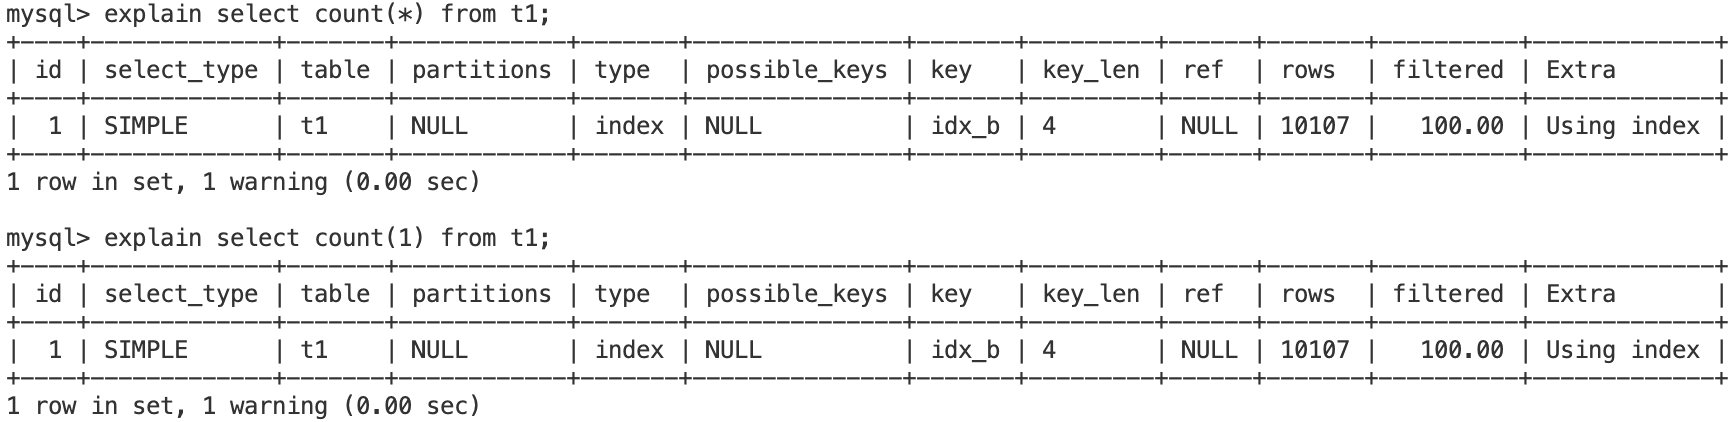 mysql> explain select count(*) from t1;
+----+-------------+-------+------------+-------+---------------+-------+---------+------+-------+----------+-------------+
| id | select_type | table | partitions | type  | possible_keys | key   | key_len | ref  | rows  | filtered | Extra       |
+----+-------------+-------+------------+-------+---------------+-------+---------+------+-------+----------+-------------+
|  1 | SIMPLE      | t1    | NULL       | index | NULL          | idx_b | 4       | NULL | 10107 |   100.00 | Using index |
+----+-------------+-------+------------+-------+---------------+-------+---------+------+-------+----------+-------------+
1 row in set, 1 warning (0.00 sec)

mysql> explain select count(1) from t1;
+----+-------------+-------+------------+-------+---------------+-------+---------+------+-------+----------+-------------+
| id | select_type | table | partitions | type  | possible_keys | key   | key_len | ref  | rows  | filtered | Extra       |
+----+-------------+-------+------------+-------+---------------+-------+---------+------+-------+----------+-------------+
|  1 | SIMPLE      | t1    | NULL       | index | NULL          | idx_b | 4       | NULL | 10107 |   100.00 | Using index |
+----+-------------+-------+------------+-------+---------------+-------+---------+------+-------+----------+-------------+
1 row in set, 1 warning (0.00 sec)